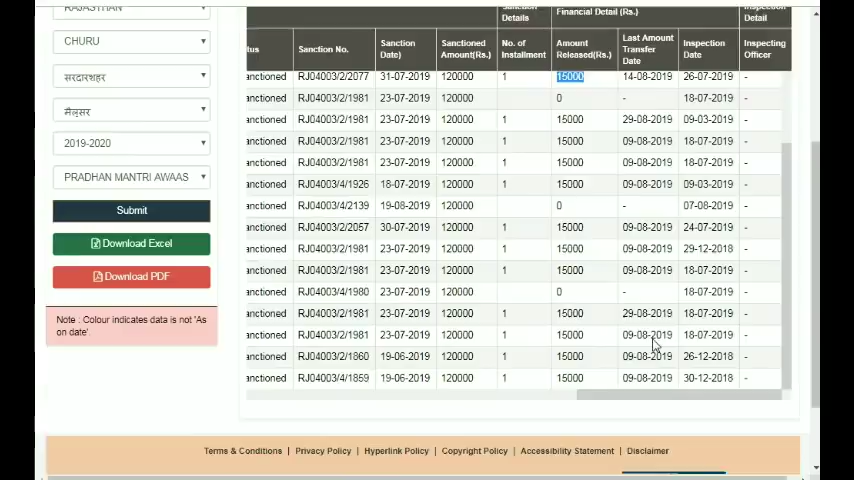 RAJASTHAN
CHURU
सरदारशहर
मैलूसर
2019-2020
PRADHAN MANTRI AWAAS
Submit
Download Excel
Download PDF
Note : Colour indicates data is not 'As
on date'.
Sanction
Details
Financial Detail (Rs.)
Inspection
Detail
tus Sanction No. Sanction Date) Sanctioned Amount(Rs.) No. of Installment Amount Released(Rs.) Last Amount Transfer Date Inspection Date Inspecting Officer
anctioned RJ04003/2/2077 31-07-2019 120000 1 15000 14-08-2019 26-07-2019 -
anctioned RJ04003/2/1981 23-07-2019 120000 0 - 18-07-2019 -
anctioned RJ04003/2/1981 23-07-2019 120000 1 15000 29-08-2019 09-03-2019 -
anctioned RJ04003/2/1981 23-07-2019 120000 1 15000 09-08-2019 18-07-2019 -
anctioned RJ04003/2/1981 23-07-2019 120000 1 15000 09-08-2019 18-07-2019 -
anctioned RJ04003/4/1926 18-07-2019 120000 1 15000 09-08-2019 09-03-2019 -
anctioned RJ04003/4/2139 19-08-2019 120000 0 - 07-08-2019 -
anctioned RJ04003/2/2057 30-07-2019 120000 1 15000 09-08-2019 24-07-2019 -
anctioned RJ04003/2/1981 23-07-2019 120000 1 15000 09-08-2019 29-12-2018 -
anctioned RJ04003/2/1981 23-07-2019 120000 1 15000 09-08-2019 18-07-2019 -
anctioned RJ04003/4/1980 23-07-2019 120000 0 - 18-07-2019 -
anctioned RJ04003/2/1981 23-07-2019 120000 1 15000 29-08-2019 18-07-2019 -
anctioned RJ04003/2/1981 23-07-2019 120000 1 15000 09-08-2019 18-07-2019 -
anctioned RJ04003/2/1860 19-06-2019 120000 1 15000 09-08-2019 26-12-2018 -
anctioned RJ04003/4/1859 19-06-2019 120000 1 15000 09-08-2019 30-12-2018 -
Terms & Conditions | Privacy Policy | Hyperlink Policy | Copyright Policy | Accessibility Statement | Disclaimer